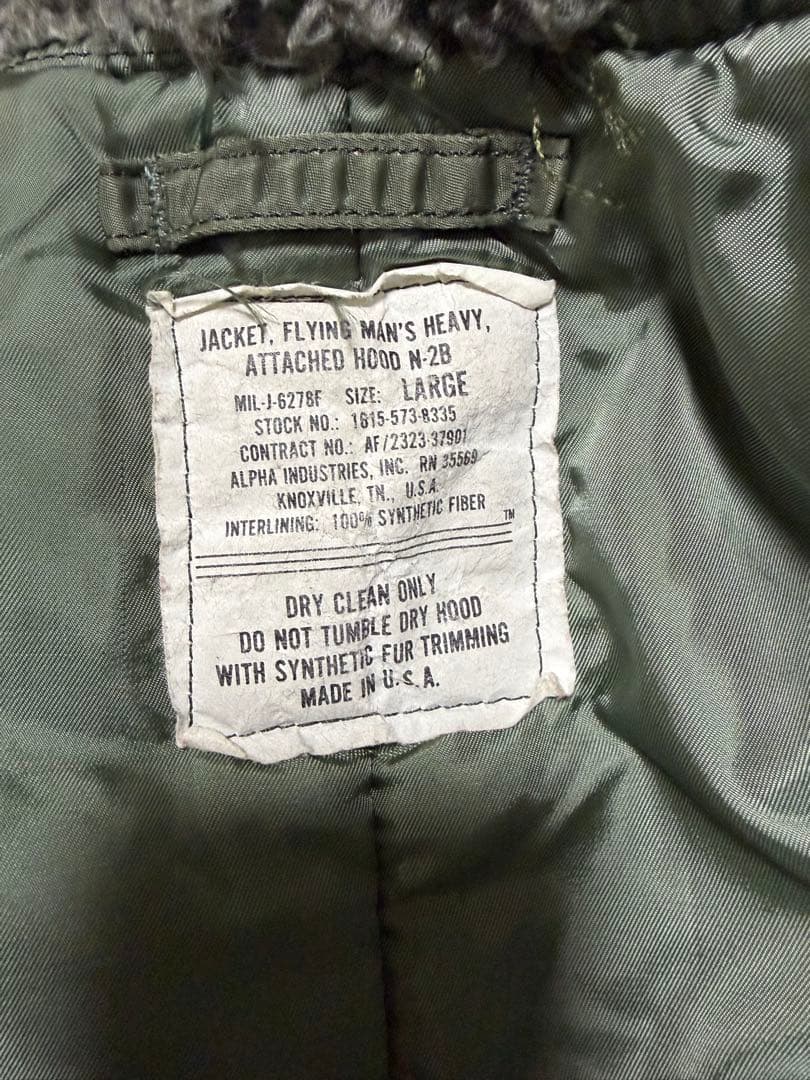 JACKET, FLYING MAN'S HEAVY,
ATTACHED HOOD N-2B
MIL-J-6278F SIZE: LARGE
STOCK NO.: 1615-573-8335
CONTRACT NO.: AF/2323-37901
ALPHA INDUSTRIES, INC. RN 35569
KNOXVILLE, TN., U.S.A.
INTERLINING: 100% SYNTHETIC FIBER ™
DRY CLEAN ONLY
DO NOT TUMBLE DRY HOOD
WITH SYNTHETIC FUR TRIMMING
MADE IN U.S.A.